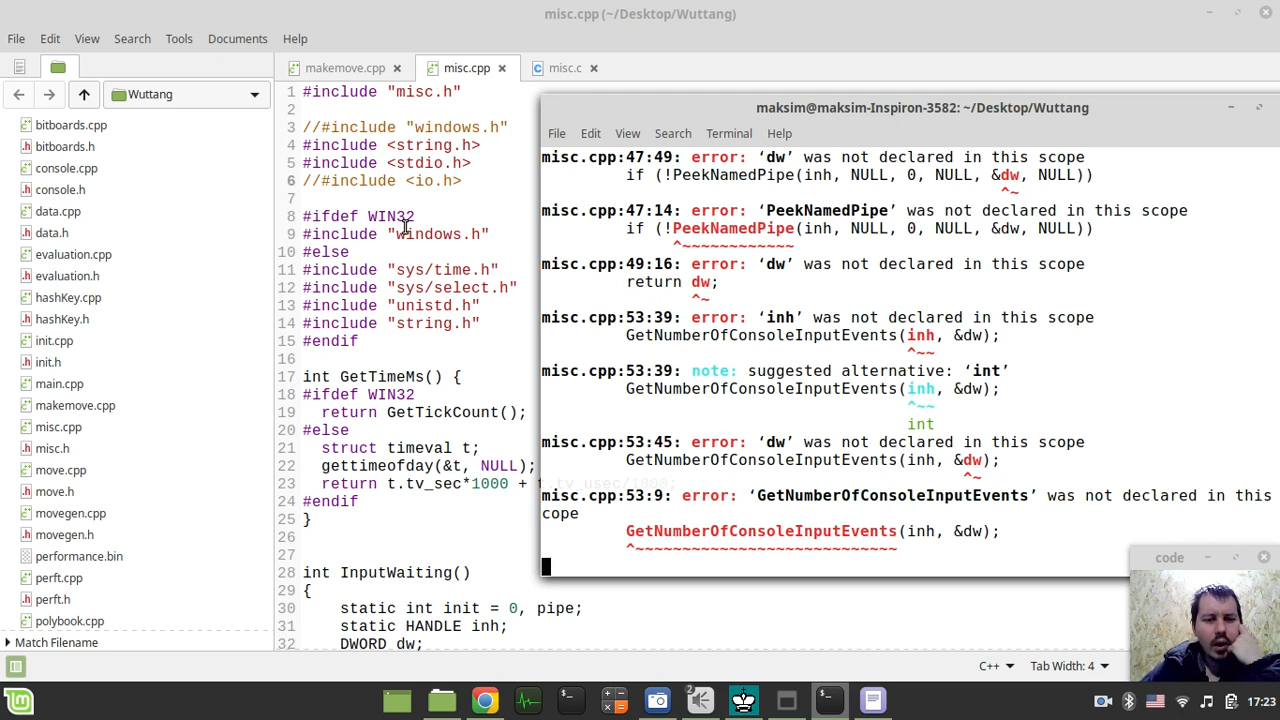 misc.cpp (~/Desktop/Wuttang)
File Edit View Search Tools Documents Help
makemove.cpp misc.cpp misc.c
Wuttang
bitboards.cpp
bitboards.h
console.cpp
console.h
data.cpp
data.h
evaluation.cpp
evaluation.h
hashKey.cpp
hashKey.h
init.cpp
init.h
main.cpp
makemove.cpp
misc.cpp
misc.h
move.cpp
move.h
movegen.cpp
movegen.h
performance.bin
perft.cpp
perft.h
polybook.cpp
Match Filename
1 #include "misc.h"
2
3 //#include "windows.h"
4 #include <string.h>
5 #include <stdio.h>
6 //#include <io.h>
7
8 #ifdef WIN32
9 #include "windows.h"
10 #else
11 #include "sys/time.h"
12 #include "sys/select.h"
13 #include "unistd.h"
14 #include "string.h"
15 #endif
16
17 int GetTimeMs() {
18 #ifdef WIN32
19 return GetTickCount();
20 #else
21 struct timeval t;
22 gettimeofday(&t, NULL);
23 return t.tv_sec*1000 + t.tv_usec/1000;
24 #endif
25 }
26
27
28 int InputWaiting()
29 {
30 static int init = 0, pipe;
31 static HANDLE inh;
32 DWORD dw;
maksim@maksim-Inspiron-3582: ~/Desktop/Wuttang
File Edit View Search Terminal Help
misc.cpp:47:49: error: ‘dw’ was not declared in this scope
if (!PeekNamedPipe(inh, NULL, 0, NULL, &dw, NULL))
^~
misc.cpp:47:14: error: ‘PeekNamedPipe’ was not declared in this scope
if (!PeekNamedPipe(inh, NULL, 0, NULL, &dw, NULL))
^~~~~~~~~~~~~
misc.cpp:49:16: error: ‘dw’ was not declared in this scope
return dw;
^~
misc.cpp:53:39: error: ‘inh’ was not declared in this scope
GetNumberOfConsoleInputEvents(inh, &dw);
^~~
misc.cpp:53:39: note: suggested alternative: ‘int’
GetNumberOfConsoleInputEvents(inh, &dw);
^~~
int
misc.cpp:53:45: error: ‘dw’ was not declared in this scope
GetNumberOfConsoleInputEvents(inh, &dw);
^~
misc.cpp:53:9: error: ‘GetNumberOfConsoleInputEvents’ was not declared in this s
cope
GetNumberOfConsoleInputEvents(inh, &dw);
^~~~~~~~~~~~~~~~~~~~~~~~~~~~~
code
C++ Tab Width: 4
2
17:23